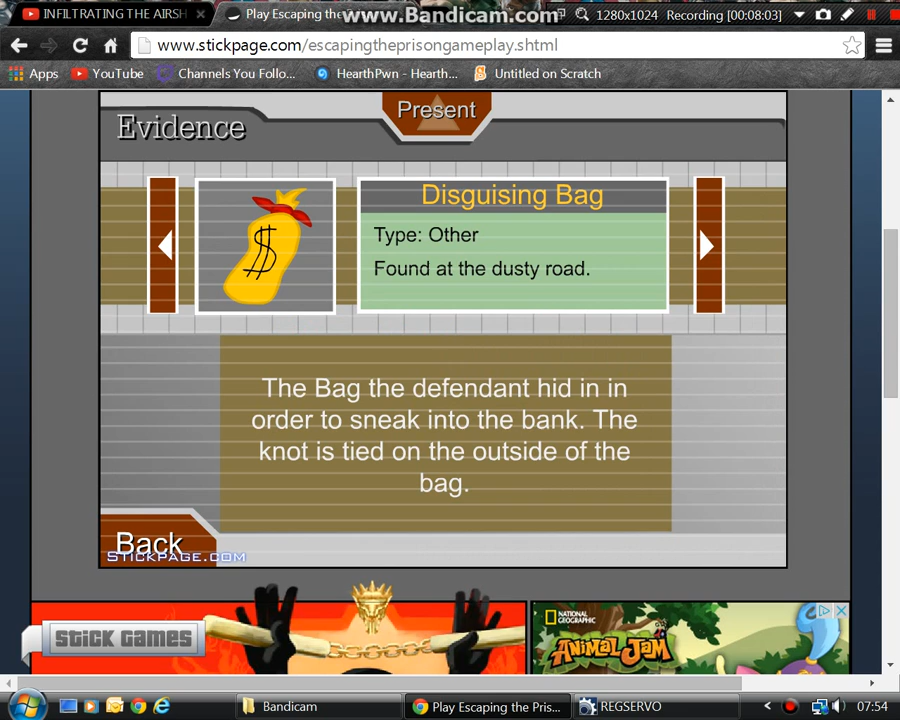 INFILTRATING THE AIRSH
Play Escaping the
www.Bandicam.com
1280x1024 Recording [00:08:03]
www.stickpage.com/escapingtheprisongameplay.shtml
Apps YouTube Channels You Follo... HearthPwn - Hearth... Untitled on Scratch
Present
Evidence
Disguising Bag
Type: Other
Found at the dusty road.
$
The Bag the defendant hid in in
order to sneak into the bank. The
knot is tied on the outside of the
bag.
Back
STICKPAGE.COM
STICK GAMES
NATIONAL
GEOGRAPHIC
ANIMAL JAM
Bandicam Play Escaping the Pris... REGSERVO 07:54